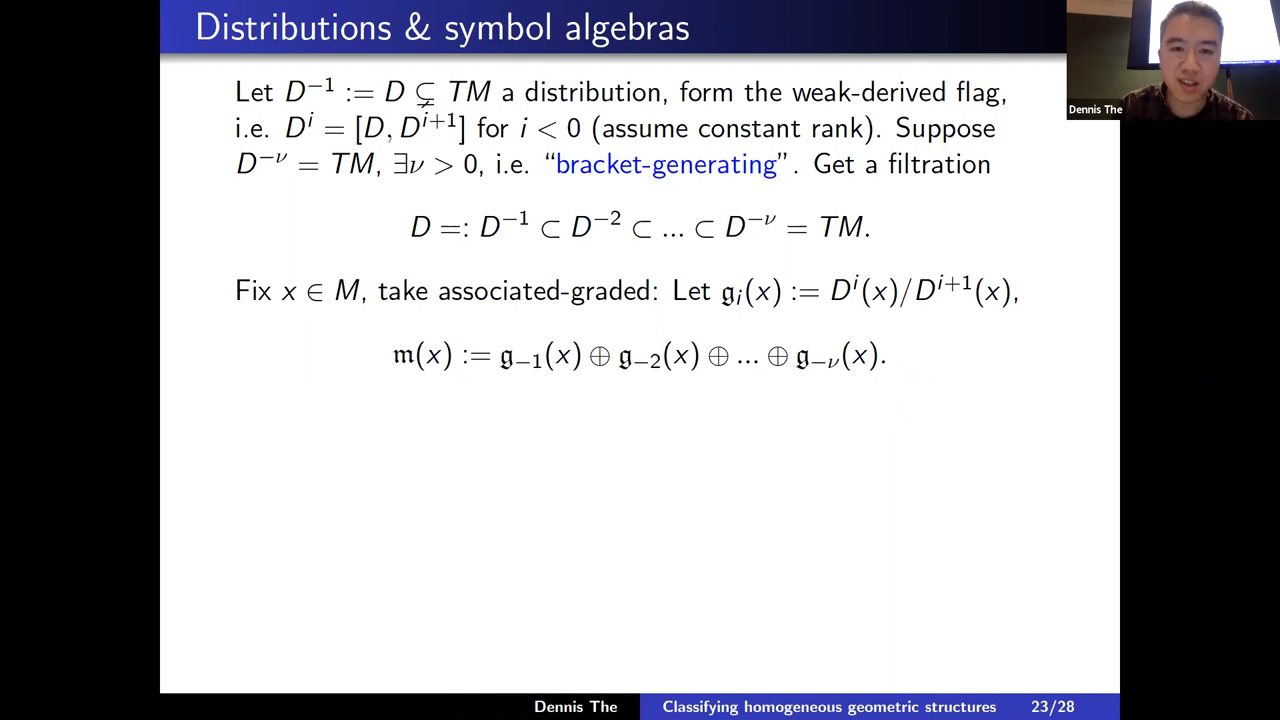 Distributions & symbol algebras
Dennis The
Let D⁻¹ := D ⊊ TM a distribution, form the weak-derived flag,
i.e. Dⁱ = [D, Dⁱ⁺¹] for i < 0 (assume constant rank). Suppose
D^{−ν} = TM, ∃ν > 0, i.e. “bracket-generating”. Get a filtration
D =: D⁻¹ ⊂ D⁻² ⊂ ... ⊂ D^{−ν} = TM.
Fix x ∈ M, take associated-graded: Let 𝔤ᵢ(x) := Dⁱ(x)/Dⁱ⁺¹(x),
𝔪(x) := 𝔤₋₁(x) ⊕ 𝔤₋₂(x) ⊕ ... ⊕ 𝔤_{−ν}(x).
Dennis The Classifying homogeneous geometric structures 23/28